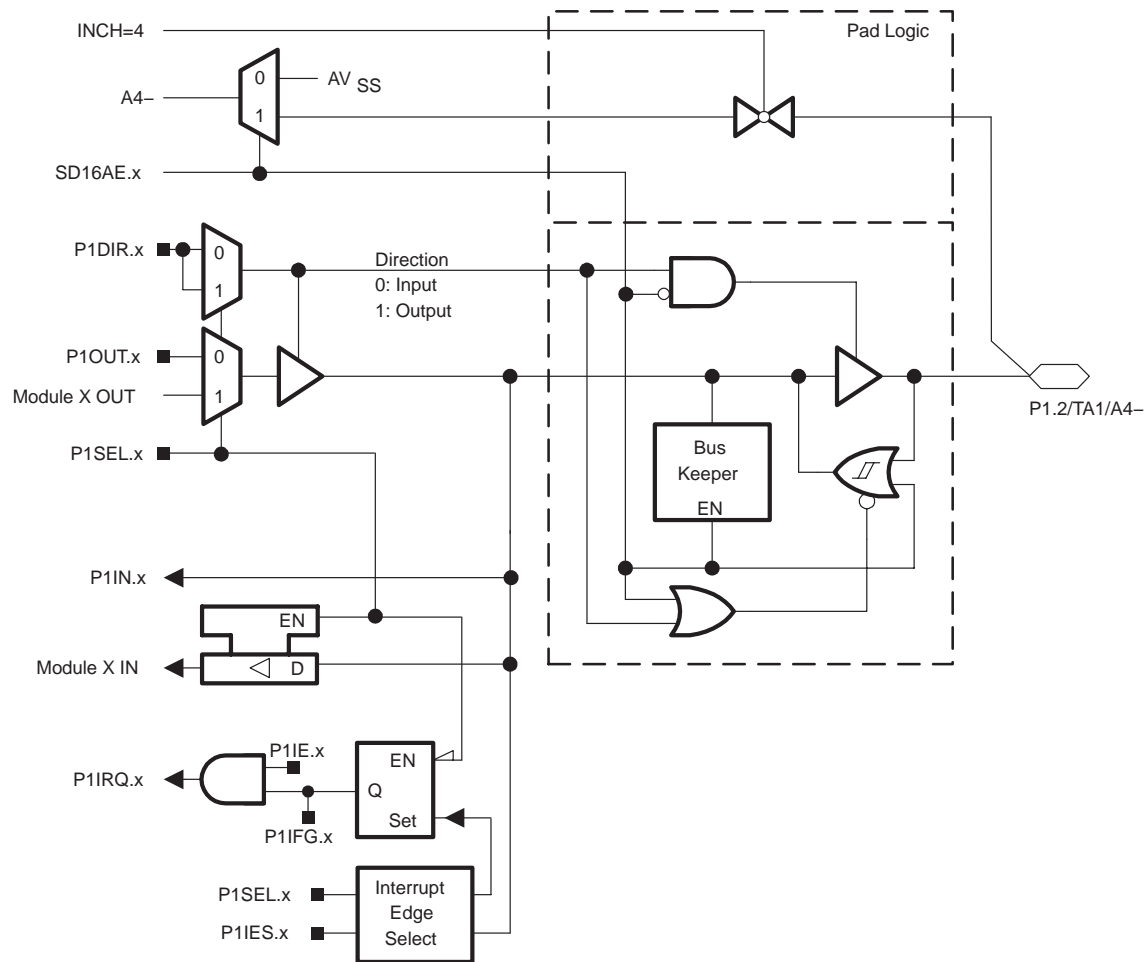 INCH=4
Pad Logic
0
AV SS
A4−
1
SD16AE.x
P1DIR.x
0
1
Direction
0: Input
1: Output
P1OUT.x
0
Module X OUT
1
P1.2/TA1/A4−
P1SEL.x
Bus
Keeper
EN
P1IN.x
EN
Module X IN
D
P1IE.x
EN
P1IRQ.x
Q
Set
P1IFG.x
P1SEL.x
Interrupt
Edge
Select
P1IES.x